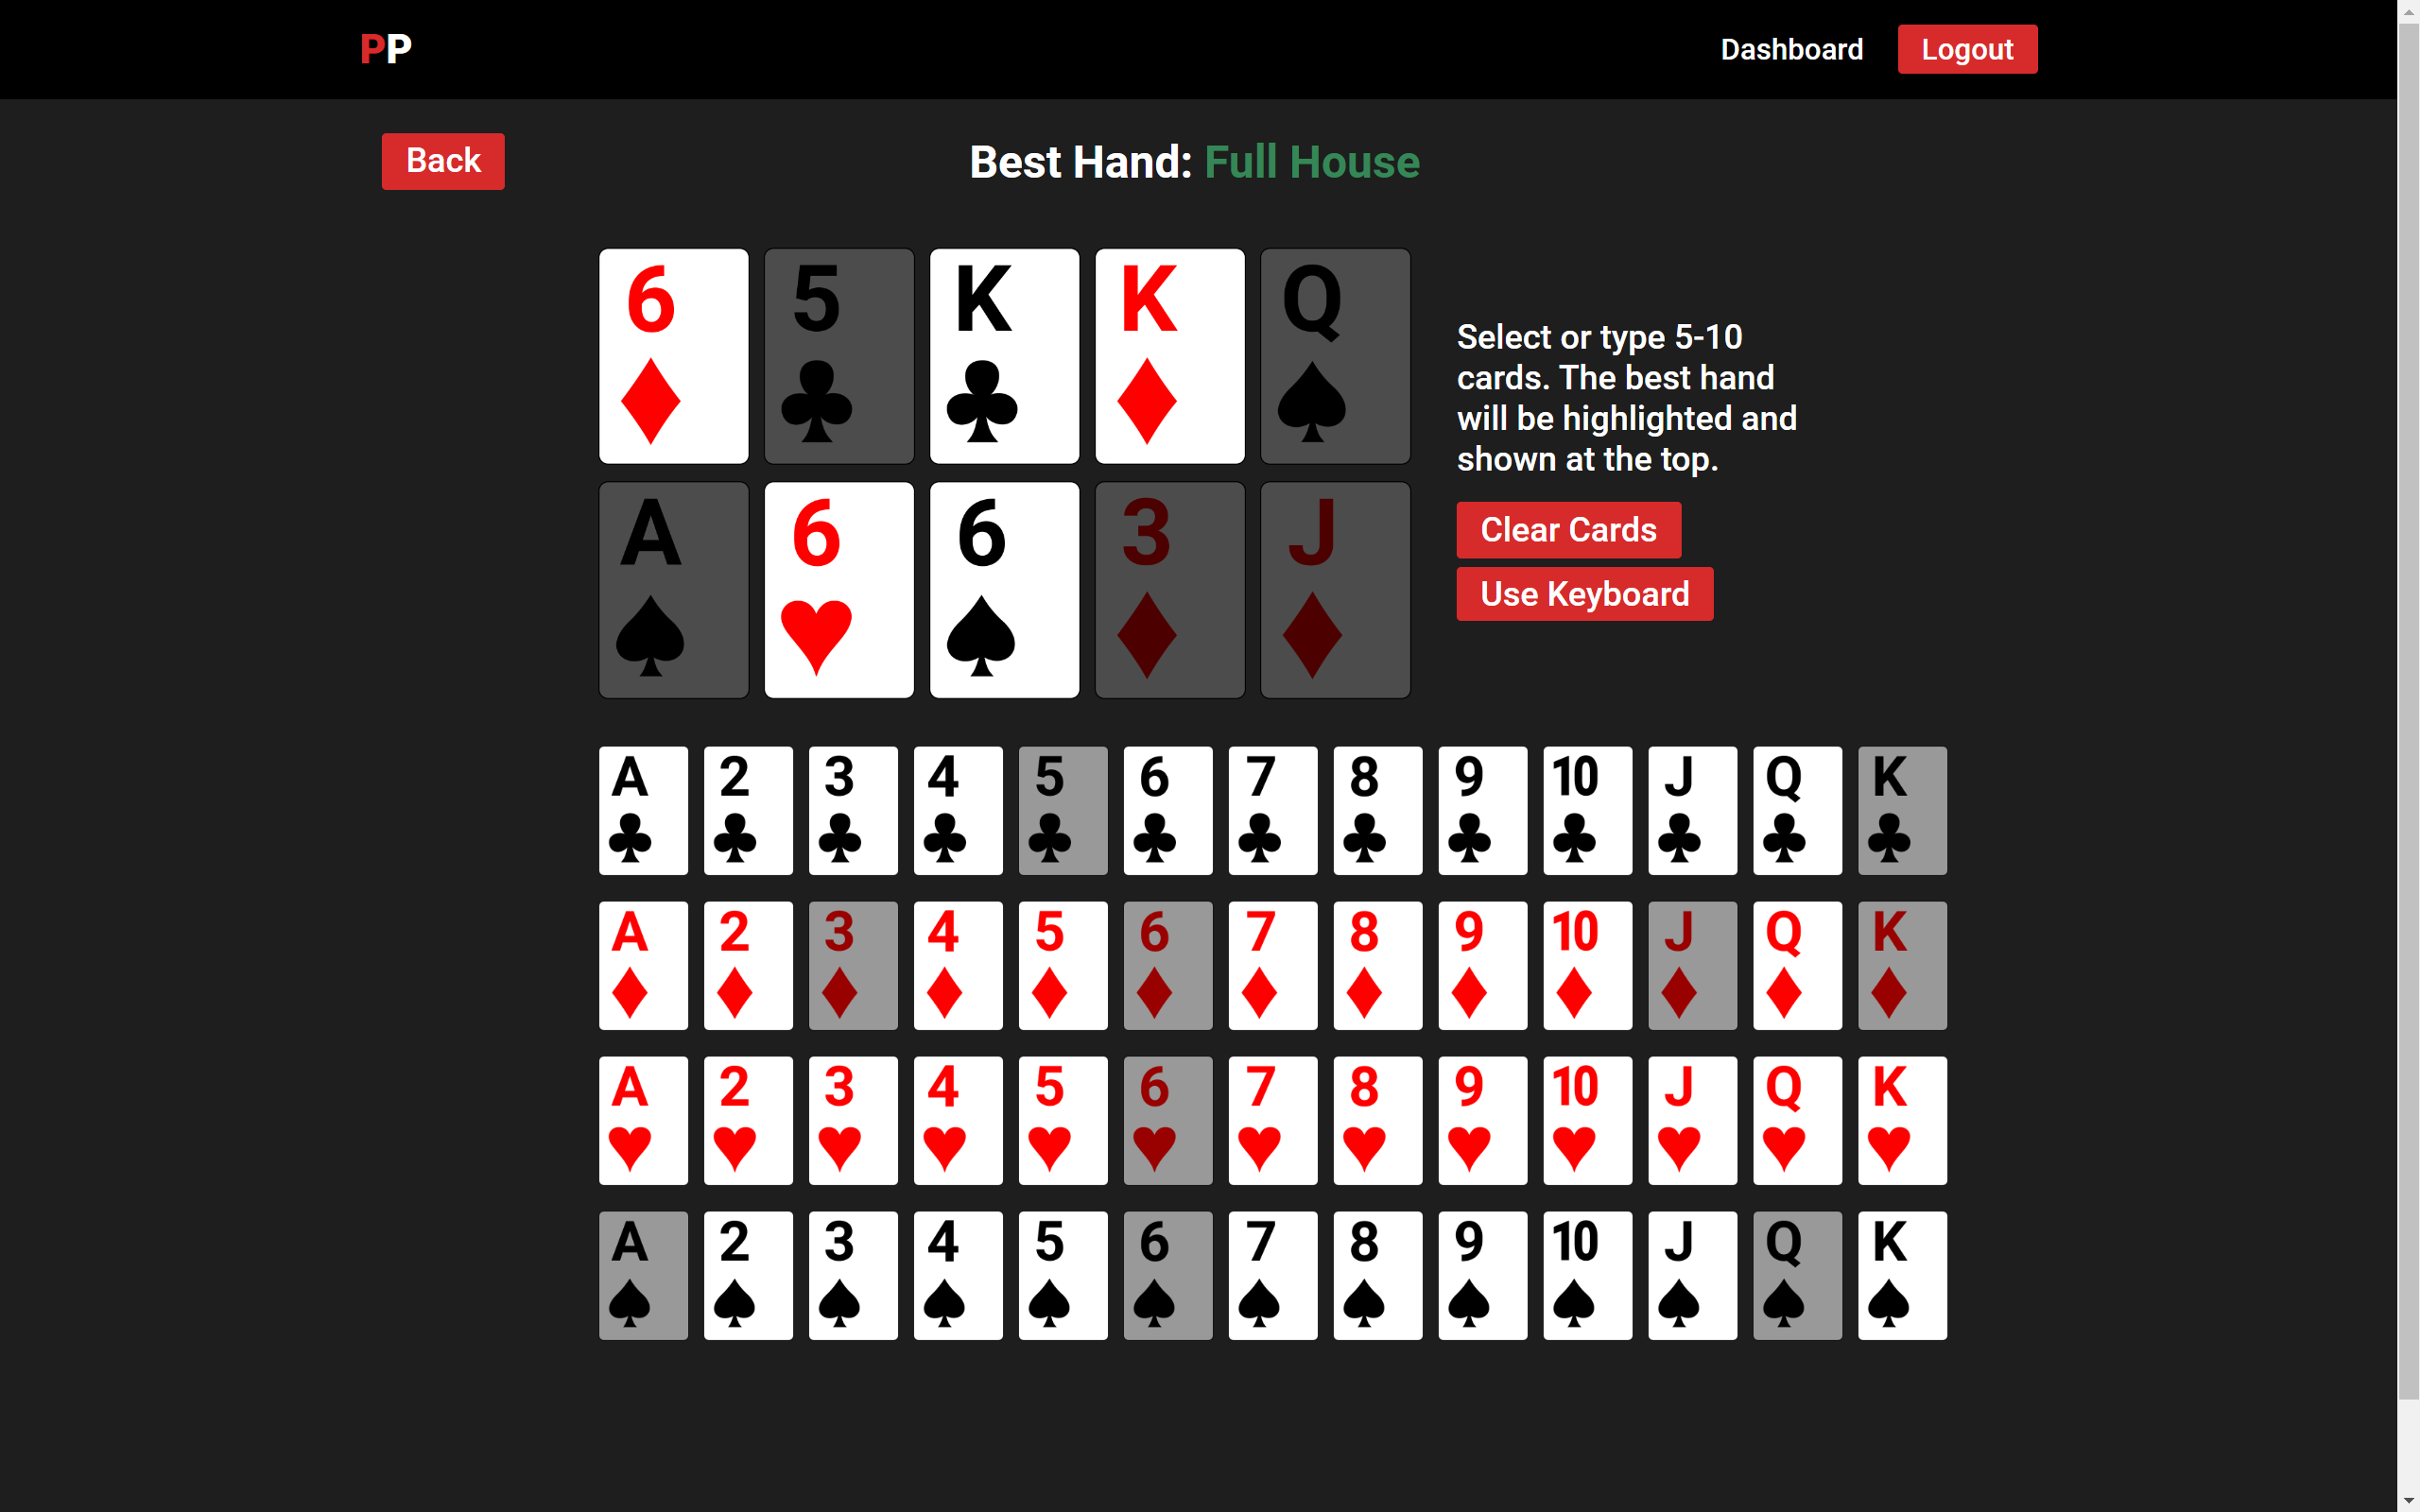 PP Dashboard Logout
Back Best Hand: Full House
6 5 K K Q
Select or type 5-10
cards. The best hand
will be highlighted and
shown at the top.
A 6 6 3 J
Clear Cards
Use Keyboard
A 2 3 4 5 6 7 8 9 10 J Q K
A 2 3 4 5 6 7 8 9 10 J Q K
A 2 3 4 5 6 7 8 9 10 J Q K
A 2 3 4 5 6 7 8 9 10 J Q K